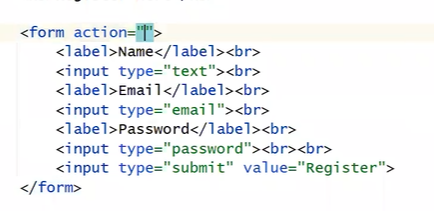 <form action="">
<label>Name</label><br>
<input type="text"><br>
<label>Email</label><br>
<input type="email"><br>
<label>Password</label><br>
<input type="password"><br><br>
<input type="submit" value="Register">
</form>